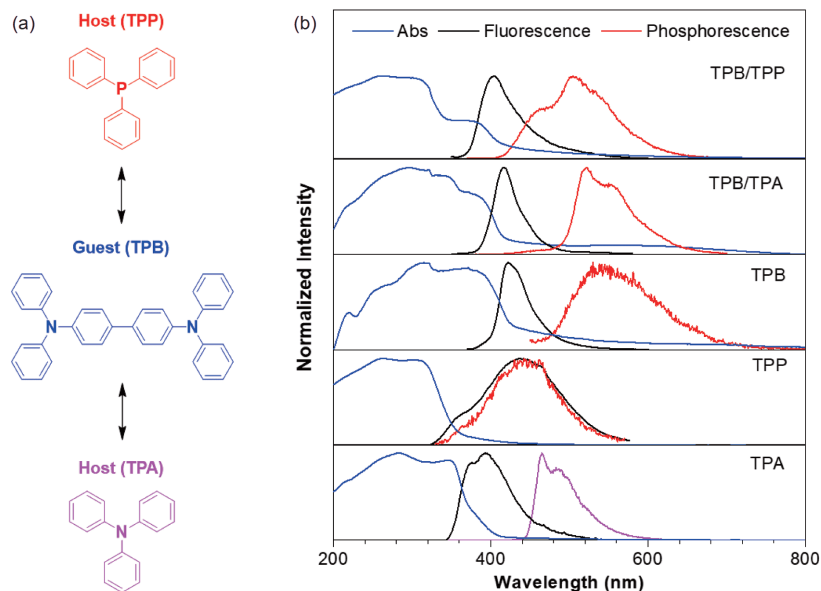 (a)
Host (TPP)
P
Guest (TPB)
N
N
Host (TPA)
N
(b)
Abs Fluorescence Phosphorescence
TPB/TPP
TPB/TPA
TPB
TPP
TPA
Normalized Intensity
200 400 600 800
Wavelength (nm)